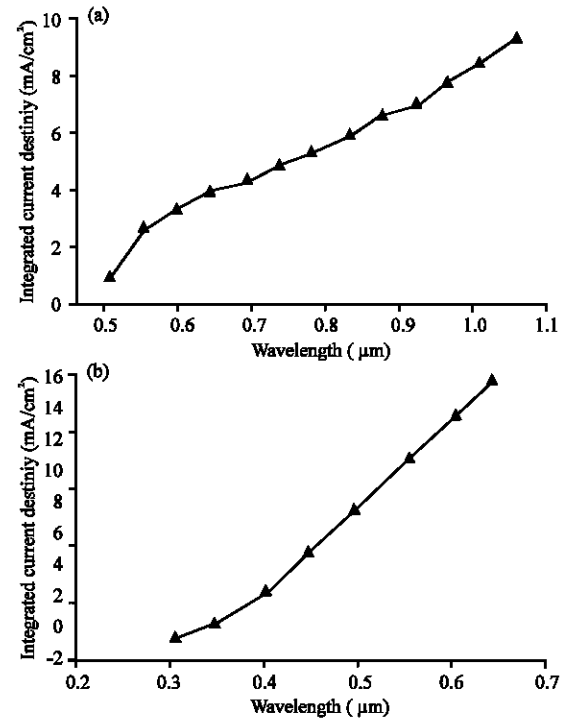 (a)
Integrated current destiniy (mA/cm²)
10
8
6
4
2
0
0.5 0.6 0.7 0.8 0.9 1.0 1.1
Wavelength ( µm)
(b)
Integrated current destiniy (mA/cm²)
16
14
12
10
8
6
2
0
-2
0.2 0.3 0.4 0.5 0.6 0.7
Wavelength ( µm)